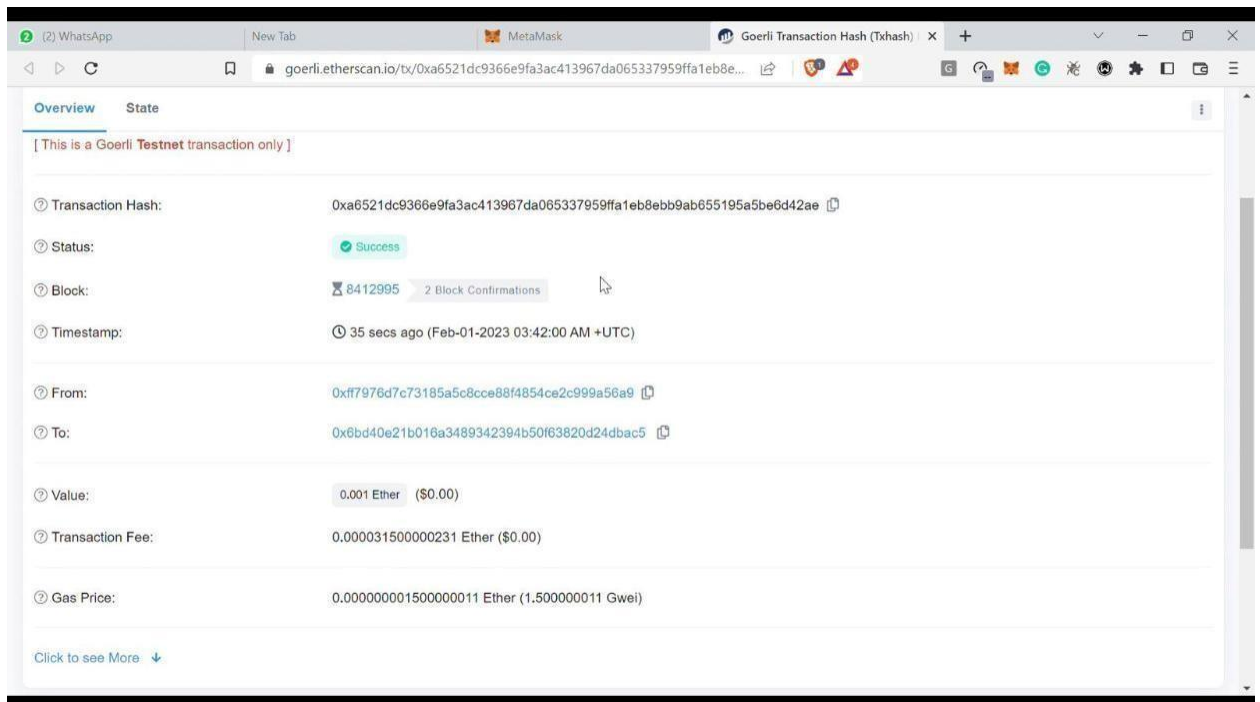 (2) WhatsApp
New Tab
MetaMask
Goerli Transaction Hash (Txhash)
goerli.etherscan.io/tx/0xa6521dc9366e9fa3ac413967da065337959ffa1eb8e...
Overview
State
[ This is a Goerli Testnet transaction only ]
Transaction Hash:
0xa6521dc9366e9fa3ac413967da065337959ffa1eb8ebb9ab655195a5be6d42ae
Status:
Success
Block:
8412995
2 Block Confirmations
Timestamp:
35 secs ago (Feb-01-2023 03:42:00 AM +UTC)
From:
0xff7976d7c73185a5c8cce88f4854ce2c999a56a9
To:
0x6bd40e21b016a3489342394b50f63820d24dbac5
Value:
0.001 Ether ($0.00)
Transaction Fee:
0.000031500000231 Ether ($0.00)
Gas Price:
0.000000001500000011 Ether (1.500000011 Gwei)
Click to see More